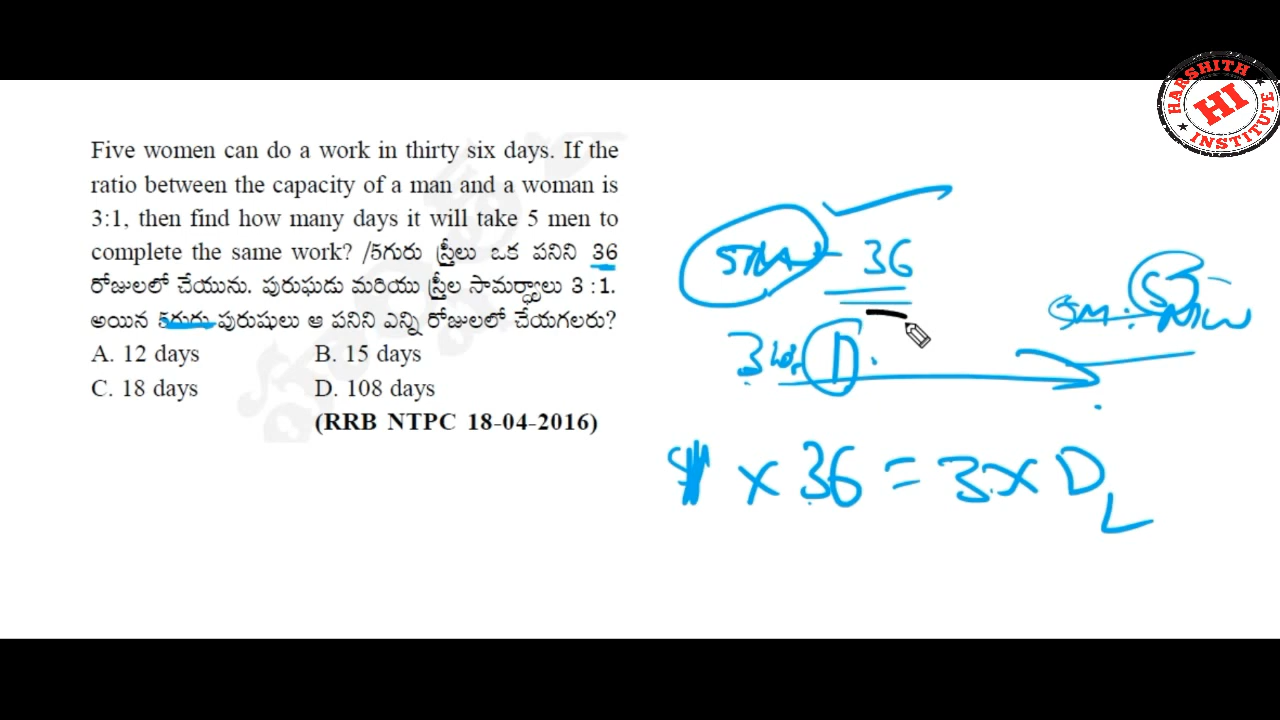 HARSHITH
HI
INSTITUTE
Five women can do a work in thirty six days. If the
ratio between the capacity of a man and a woman is
3:1, then find how many days it will take 5 men to
complete the same work? /5గురు స్త్రీలు ఒక పనిని 36
రోజులలో చేయును. పురుషుడు మరియు స్త్రీల సామర్ధ్యాలు 3 : 1.
అయిన 5గురు పురుషులు ఆ పనిని ఎన్ని రోజులలో చేయగలరు?
A. 12 days B. 15 days
C. 18 days D. 108 days
(RRB NTPC 18-04-2016)
36
3 D
x 36 = 3 x D